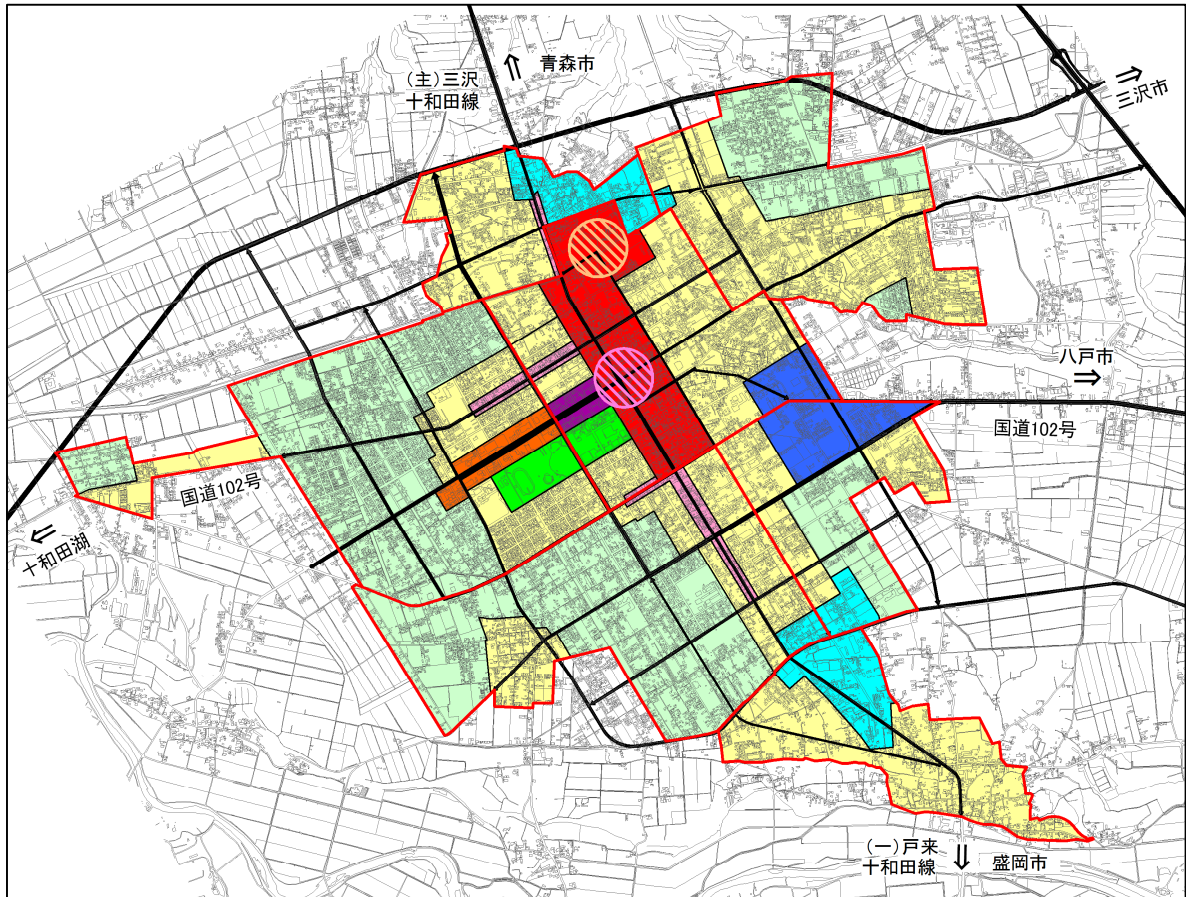 (主)三沢
十和田線
青森市
三沢市
八戸市
国道102号
国道102号
十和田湖
(一)戸来
十和田線
盛岡市